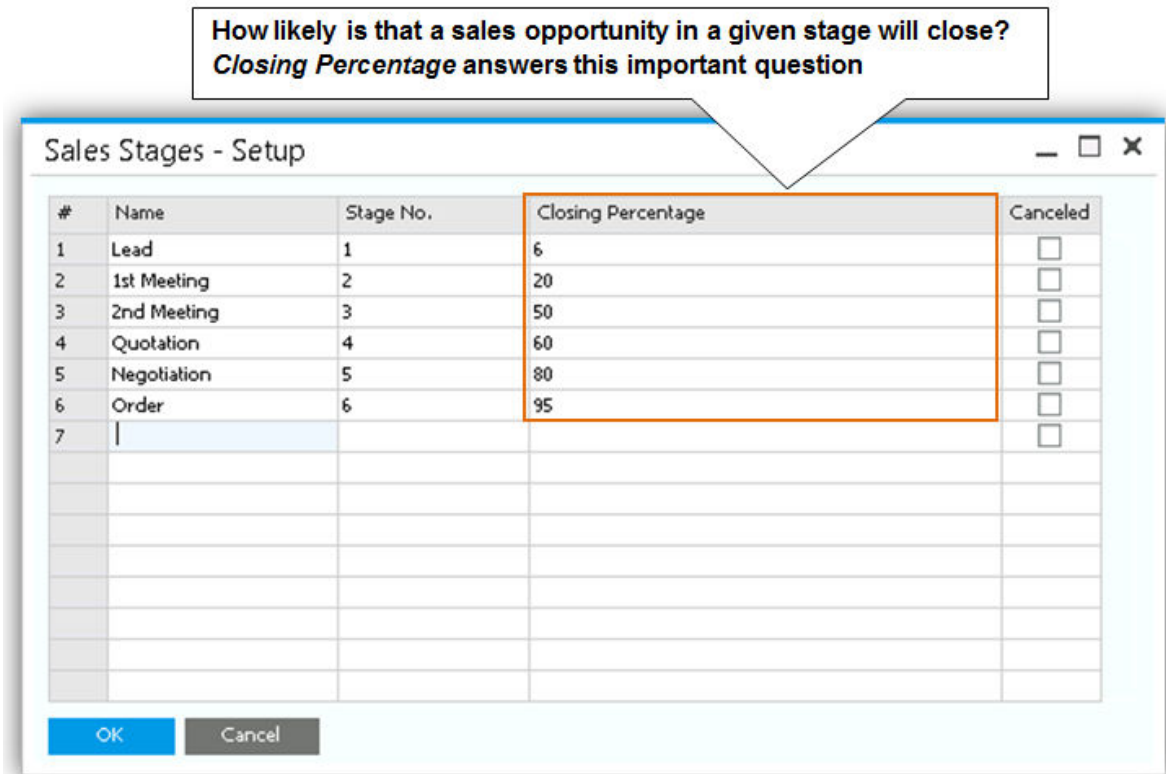 How likely is that a sales opportunity in a given stage will close?
Closing Percentage answers this important question
Sales Stages - Setup
# Name Stage No. Closing Percentage Canceled
1 Lead 1 6
2 1st Meeting 2 20
3 2nd Meeting 3 50
4 Quotation 4 60
5 Negotiation 5 80
6 Order 6 95
7
OK Cancel